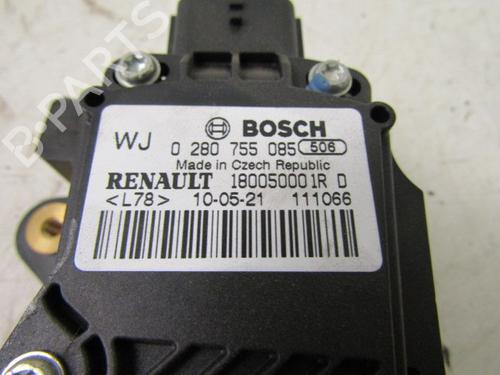 B-PARTS
BOSCH
WJ 0 280 755 085 506
Made in Czech Republic
RENAULT 180050001R D
<L78> 10-05-21 111066